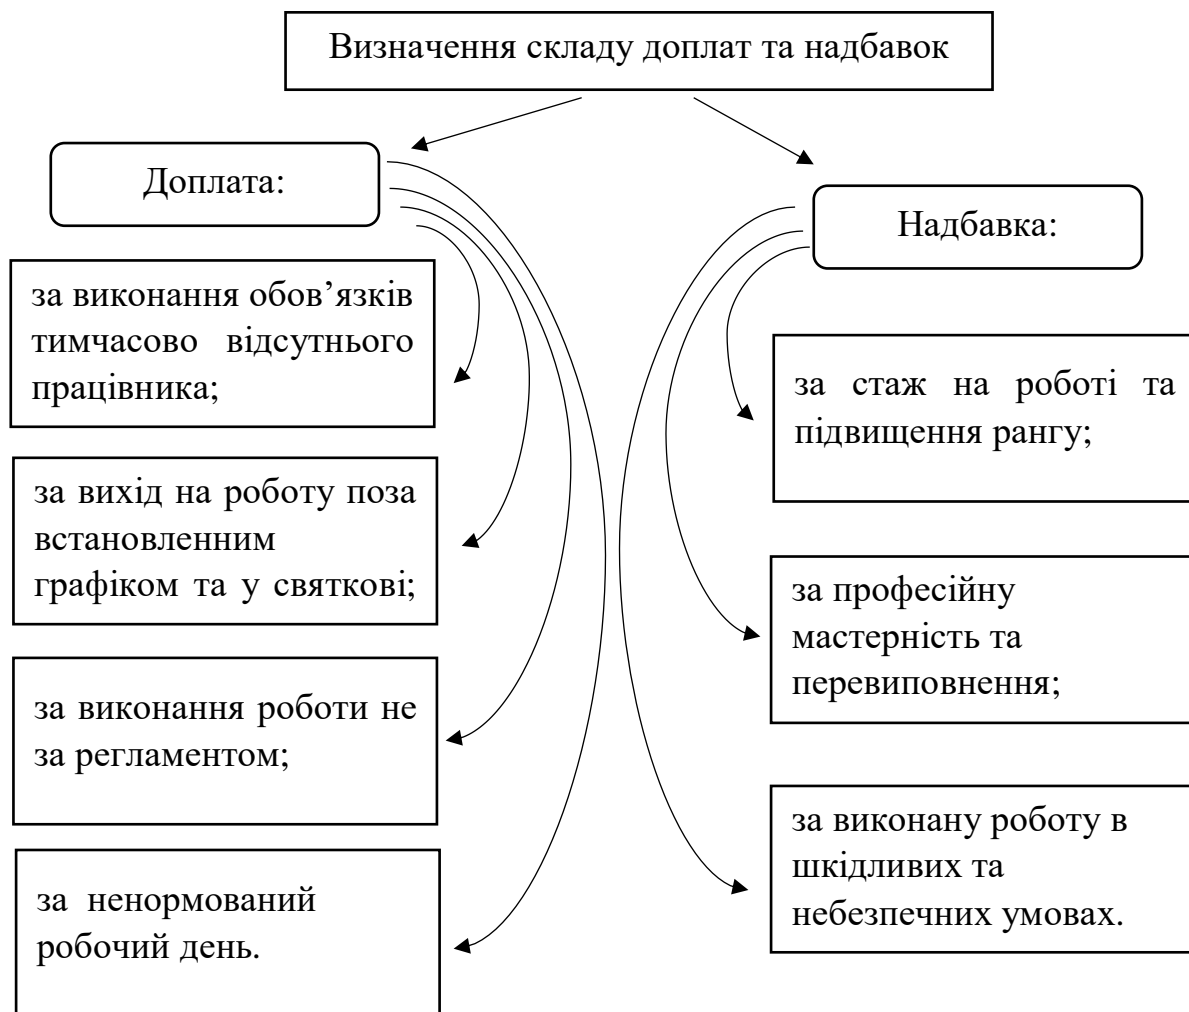 Визначення складу доплат та надбавок
Доплата:
за виконання обов’язків
тимчасово відсутнього
працівника;
за вихід на роботу поза
встановленним
графіком та у святкові;
за виконання роботи не
за регламентом;
за ненормований
робочий день.
Надбавка:
за стаж на роботі та
підвищення рангу;
за професійну
мастерність та
перевиповнення;
за виконану роботу в
шкідливих та
небезпечних умовах.